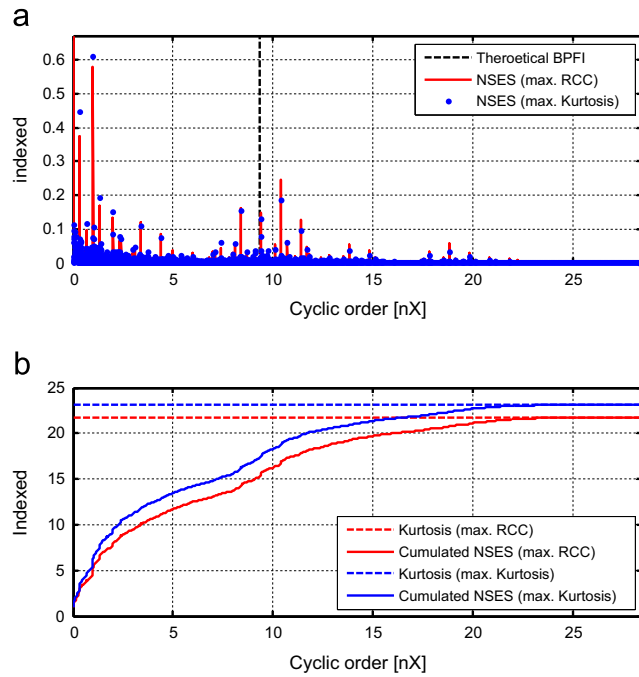 a
0.6
0.5
0.4
0.3
0.2
0.1
0
indexed
Theroetical BPFI
NSES (max. RCC)
NSES (max. Kurtosis)
0 5 10 15 20 25
Cyclic order [nX]
b
25
20
15
10
5
0
Indexed
Kurtosis (max. RCC)
Cumulated NSES (max. RCC)
Kurtosis (max. Kurtosis)
Cumulated NSES (max. Kurtosis)
0 5 10 15 20 25
Cyclic order [nX]